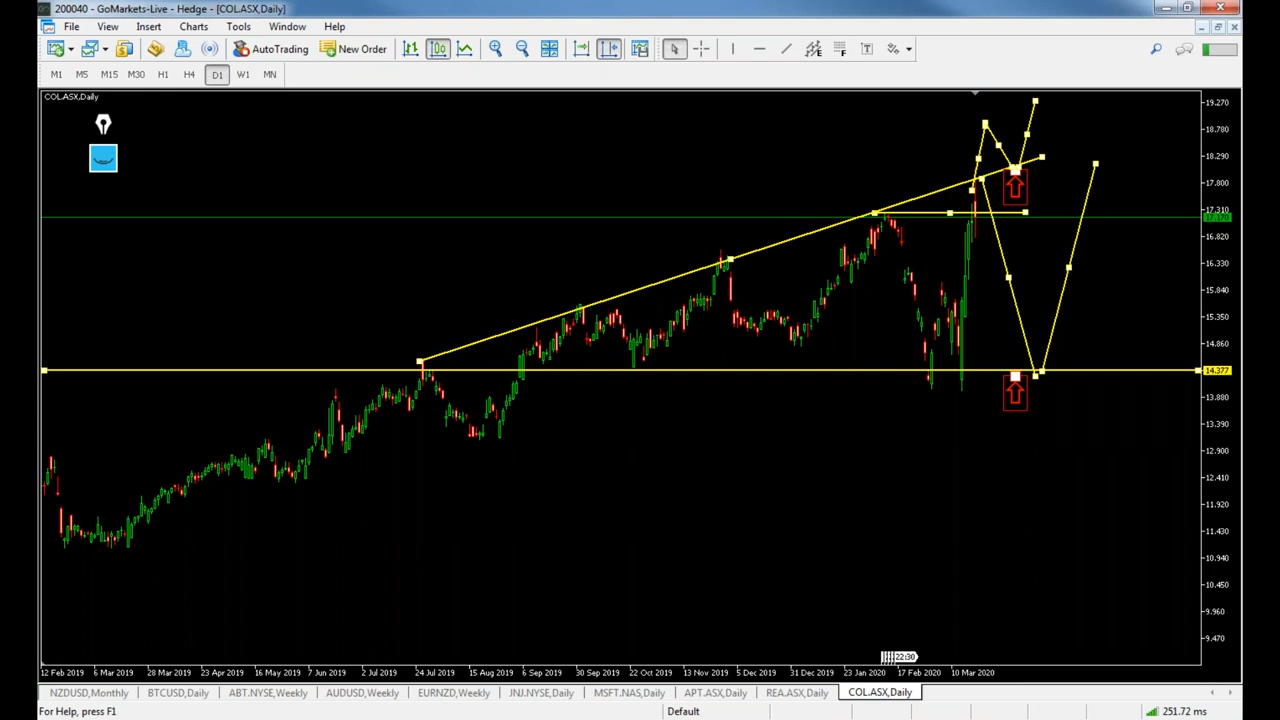 200040 - GoMarkets-Live - Hedge - [COL.ASX,Daily]
File View Insert Charts Tools Window Help
AutoTrading New Order
M1 M5 M15 M30 H1 H4 D1 W1 MN
COL.ASX,Daily
19.270
18.780
18.290
17.800
17.310
17.170
16.820
16.330
15.840
15.350
14.860
14.377
13.880
13.390
12.900
12.410
11.920
11.430
10.940
10.450
9.960
9.470
22:30
12 Feb 2019 6 Mar 2019 28 Mar 2019 23 Apr 2019 16 May 2019 7 Jun 2019 2 Jul 2019 24 Jul 2019 15 Aug 2019 6 Sep 2019 30 Sep 2019 22 Oct 2019 13 Nov 2019 5 Dec 2019 31 Dec 2019 23 Jan 2020 17 Feb 2020 10 Mar 2020
NZDUSD,Monthly BTCUSD,Daily ABT.NYSE,Weekly AUDUSD,Weekly EURNZD,Weekly JNJ.NYSE,Daily MSFT.NAS,Daily APT.ASX,Daily REA.ASX,Daily COL.ASX,Daily
For Help, press F1 Default 251.72 ms